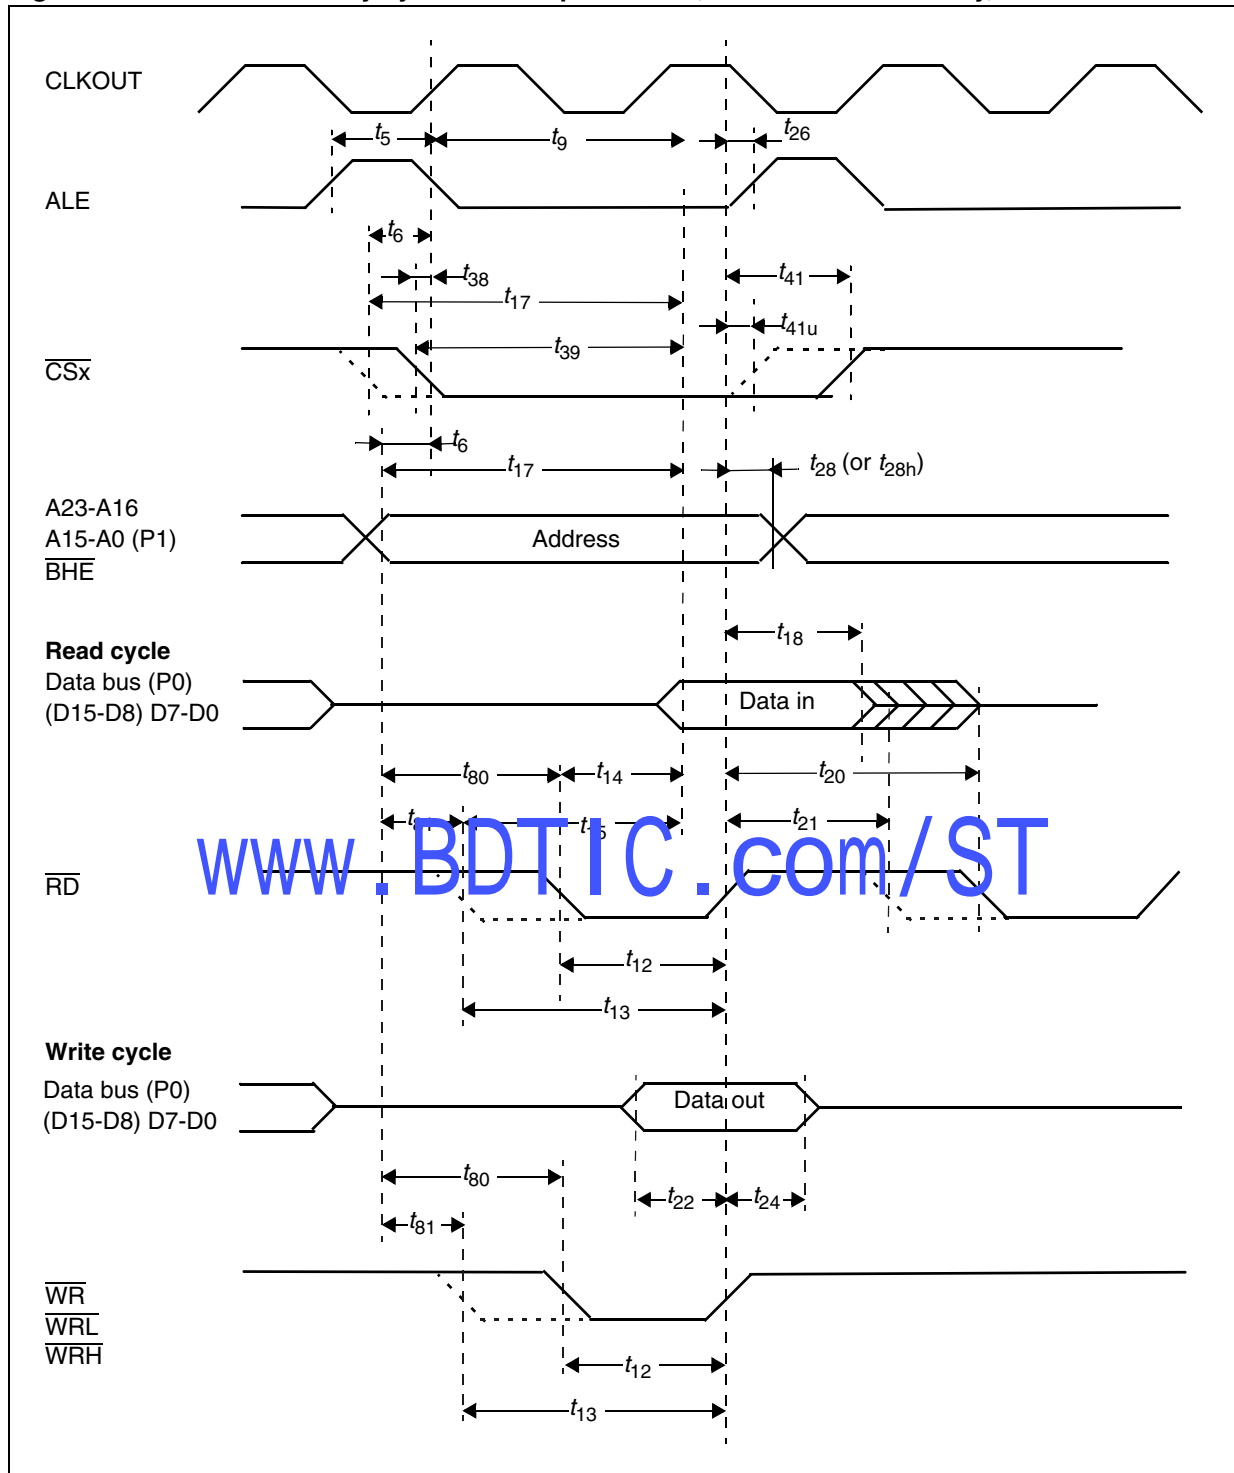 CLKOUT
t5
t9
t26
ALE
t6
t38
t41
t17
t41u
t39
CSx
t6
t17
t28 (or t28h)
A23-A16
A15-A0 (P1)
Address
BHE
t18
Read cycle
Data bus (P0)
Data in
(D15-D8) D7-D0
t80
t14
t20
t21
www.BDTIC.com/ST
RD
t12
t13
Write cycle
Data bus (P0)
Data out
(D15-D8) D7-D0
t80
t22
t24
t81
WR
WRL
WRH
t12
t13